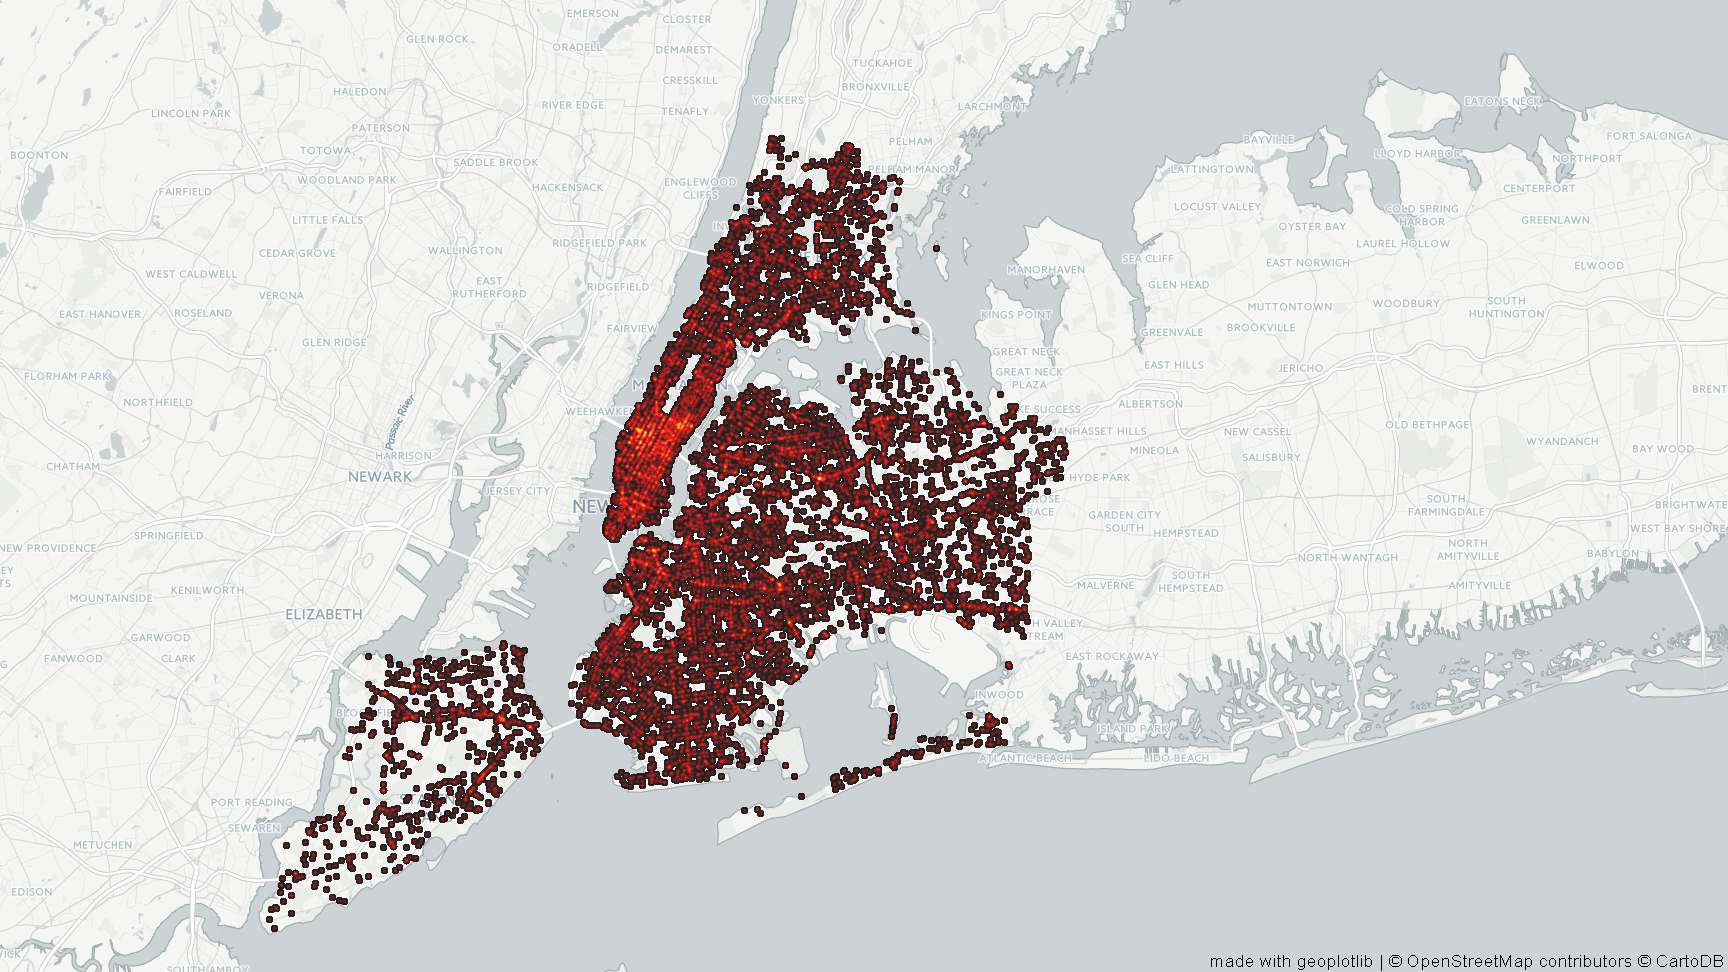 EMERSON
CLOSTER
GLEN ROCK
ORADELL
DEMAREST
TUCKAHOE
CRESSKILL
BRONXVILLE
HALEDON
YONKERS
EATONS NECK
RIVER EDGE
TENAFLY
LARCHMONT
LINCOLN PARK
PATERSON
PELHAM
BAYVILLE
FORT SALONGA
BOONTON
TOTOWA
SADDLE BROOK
LLOYD HARBOR
NORTHPORT
PELHAM MANOR
LATTINGTOWN
WOODLAND PARK
ENGLEWOOD
CLIFFS
HACKENSACK
CENTERPORT
FAIRFIELD
LOCUST VALLEY
COLD SPRING
HARBOR
LITTLE FALLS
GREENLAWN
OYSTER BAY
RIDGEFIELD PARK
LAUREL HOLLOW
CEDAR GROVE
WALLINGTON
SEA CLIFF
EAST NORWICH
ELWOOD
WEST CALDWELL
MANORHAVEN
EAST
RUTHERFORD
RIDGEFIELD
GLEN HEAD
VERONA
MUTTONTOWN
WOODBURY
SOUTH
HUNTINGTON
EAST HANOVER
ROSELAND
KINGS POINT
FAIRVIEW
BROOKVILLE
GREENVALE
GLEN RIDGE
GREAT NECK
EAST HILLS
JERICHO
FLORHAM PARK
GREAT NECK
PLAZA
BRENT
NORTHFIELD
ALBERTSON
WEEHAWKE
KE SUCCESS
Passaic River
OLD BETHPAGE
MANHASSET HILLS
NEW CASSEL
WYANDANCH
MINEOLA
BAY WOOD
HARRISON
SALISBURY
CHATHAM
NEWARK
HYDE PARK
JERSEY CITY
NEW
ROSE
RACE
SOUTH
FARMINGDALE
BRIGHTWATE
GARDEN CITY
SOUTH
WEST BAY SHORE
SPRINGFIELD
HEMPSTEAD
NEW PROVIDENCE
NORTH
AMITYVILLE
BABYLON
NORTH WANTAGH
EY
TS
SOUTH
HEMPSTEAD
MALVERNE
AMITYVILLE
KENILWORTH
MOUNTAINSIDE
ELIZABETH
H VALLEY
TREAM
GARWOOD
FANWOOD
CLARK
EAST ROCKAWAY
INWOOD
BLOOMFIE
ISLAND PARK
ATLANTIC BEACH
LIDO BEACH
PORT READING
SEWAREN
METUCHEN
EDISON
WICK
SOUTH AMBOY
made with geoplotlib | © OpenStreetMap contributors © CartoDB